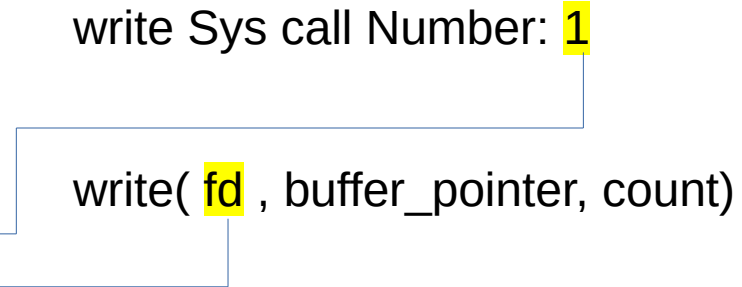 write Sys call Number: 1
write( fd , buffer_pointer, count)